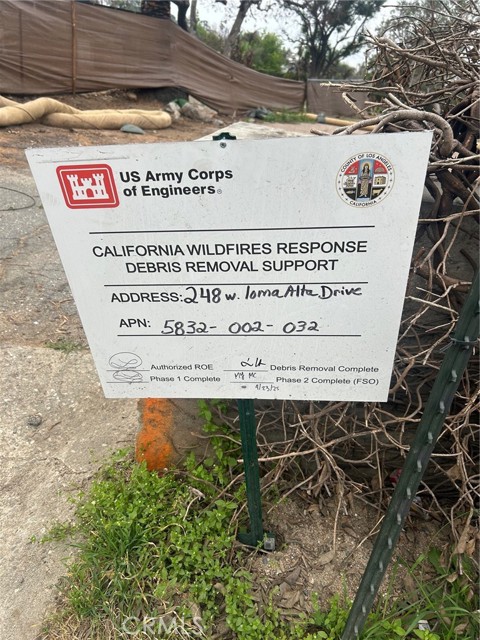 US Army Corps
of Engineers®
COUNTY OF LOS ANGELES
CALIFORNIA
CALIFORNIA WILDFIRES RESPONSE
DEBRIS REMOVAL SUPPORT
ADDRESS: 248 w. loma Alta Drive
APN: 5832-002-032
Authorized ROE Debris Removal Complete
Phase 1 Complete Phase 2 Complete (FSO)
CRMLS